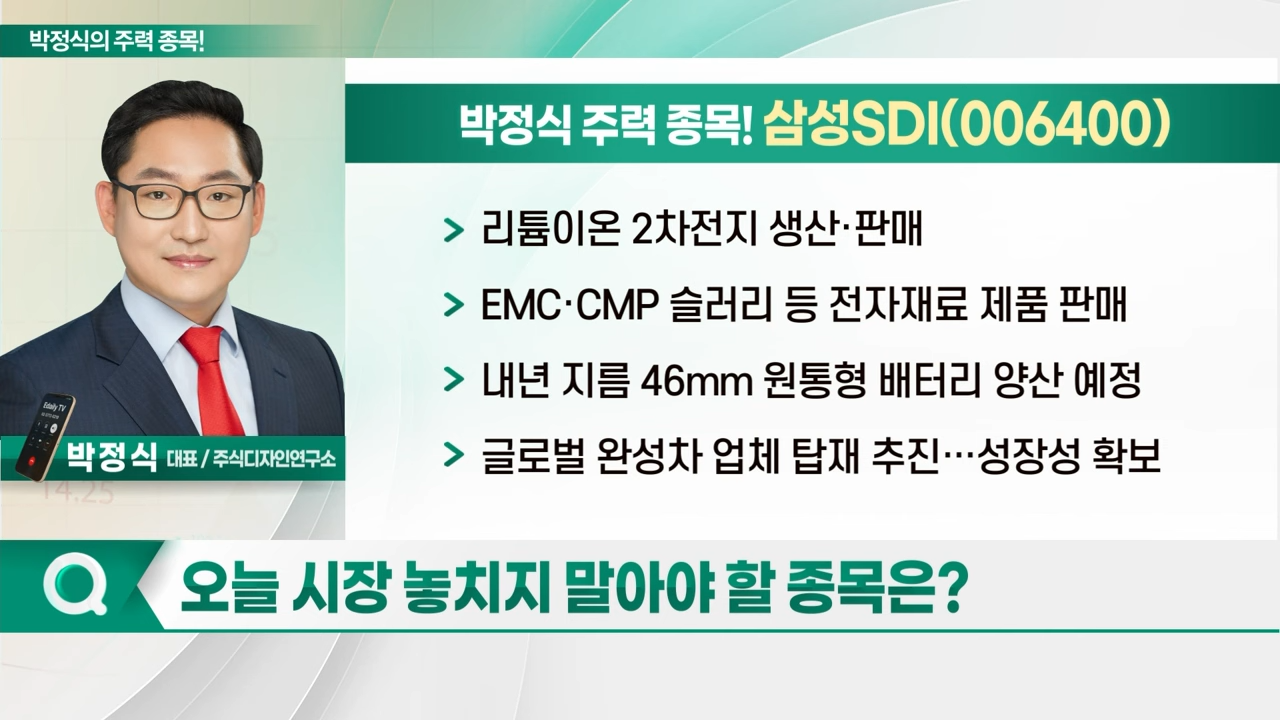 박정식의 주력 종목!
박정식 주력 종목! 삼성SDI(006400)
> 리튬이온 2차전지 생산·판매
> EMC·CMP 슬러리 등 전자재료 제품 판매
> 내년 지름 46mm 원통형 배터리 양산 예정
> 글로벌 완성차 업체 탑재 추진…성장성 확보
Edaily TV
박정식 대표 / 주식디자인연구소
14.25
Q 오늘 시장 놓치지 말아야 할 종목은?